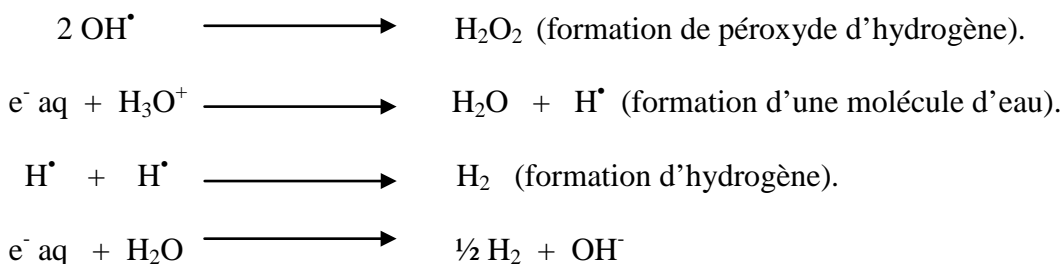 2 OH• ⟶ H₂O₂ (formation de péroxyde d'hydrogène).
e⁻ aq + H₃O⁺ ⟶ H₂O + H• (formation d'une molécule d'eau).
H• + H• ⟶ H₂ (formation d'hydrogène).
e⁻ aq + H₂O ⟶ ½ H₂ + OH⁻